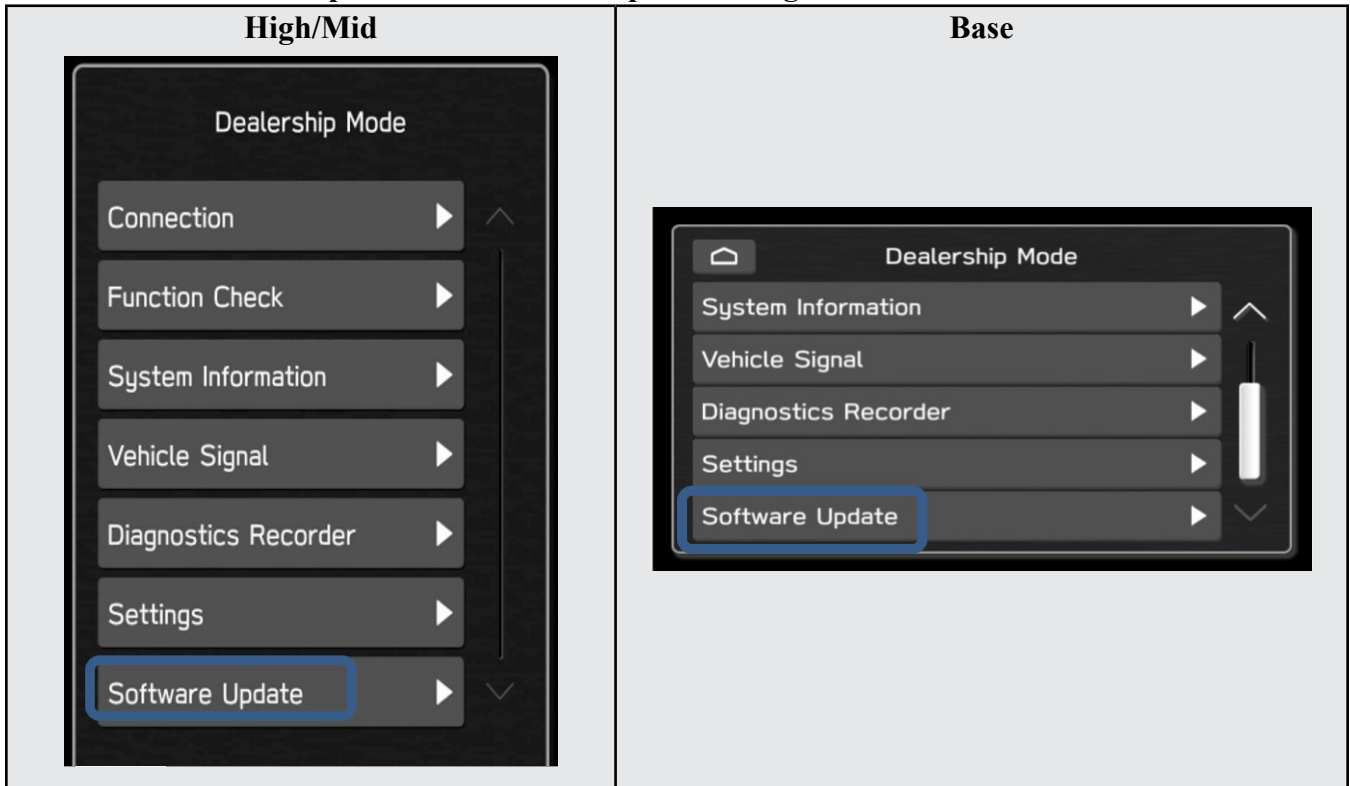 High/Mid
Base
Dealership Mode
Connection
Function Check
System Information
Vehicle Signal
Diagnostics Recorder
Settings
Software Update
Dealership Mode
System Information
Vehicle Signal
Diagnostics Recorder
Settings
Software Update